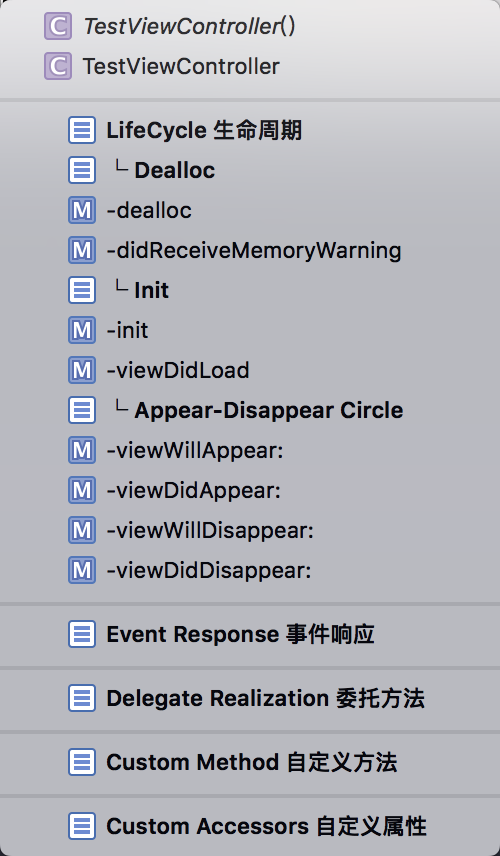 C TestViewController()
C TestViewController
LifeCycle 生命周期
└ Dealloc
M -dealloc
M -didReceiveMemoryWarning
└ Init
M -init
M -viewDidLoad
└ Appear-Disappear Circle
M -viewWillAppear:
M -viewDidAppear:
M -viewWillDisappear:
M -viewDidDisappear:
Event Response 事件响应
Delegate Realization 委托方法
Custom Method 自定义方法
Custom Accessors 自定义属性